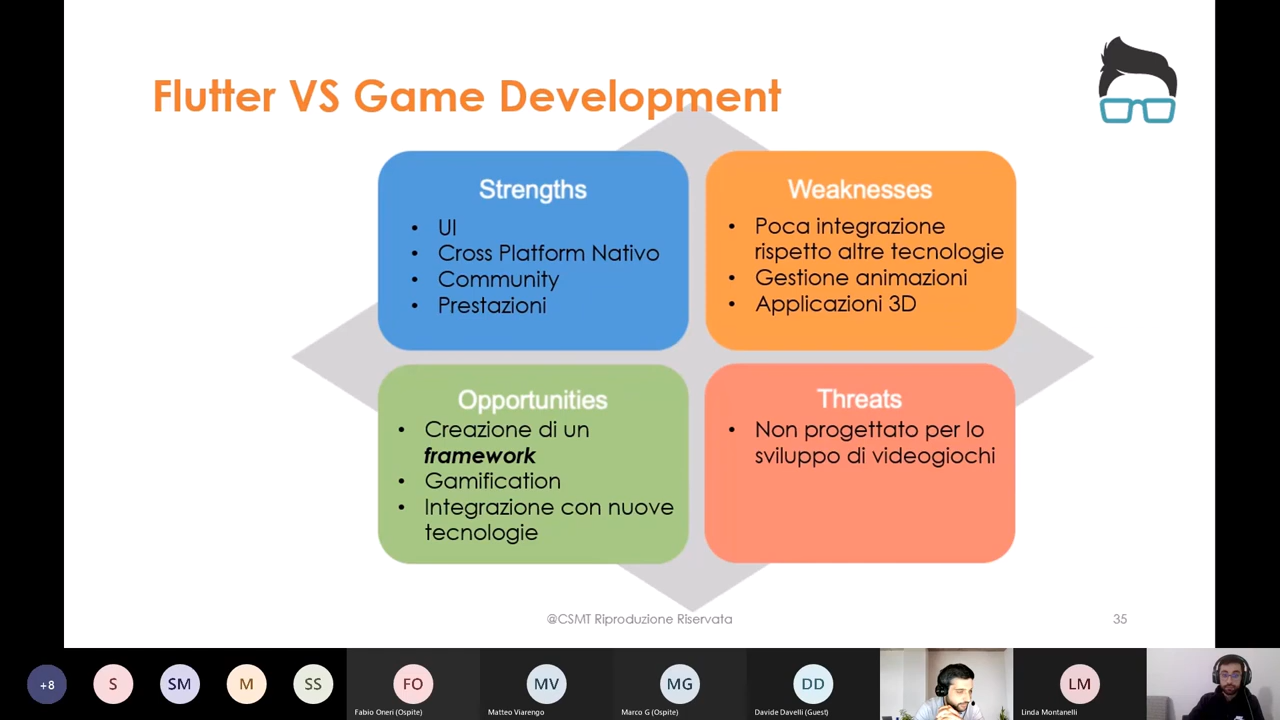 Flutter VS Game Development
Strengths
• UI
• Cross Platform Nativo
• Community
• Prestazioni
Weaknesses
• Poca integrazione
rispetto altre tecnologie
• Gestione animazioni
• Applicazioni 3D
Opportunities
• Creazione di un
framework
• Gamification
• Integrazione con nuove
tecnologie
Threats
• Non progettato per lo
sviluppo di videogiochi
@CSMT Riproduzione Riservata
35
+8
S
SM
M
SS
FO
Fabio Oneri (Ospite)
MV
Matteo Viarengo
MG
Marco G (Ospite)
DD
Davide Davelli (Guest)
LM
Linda Montanelli